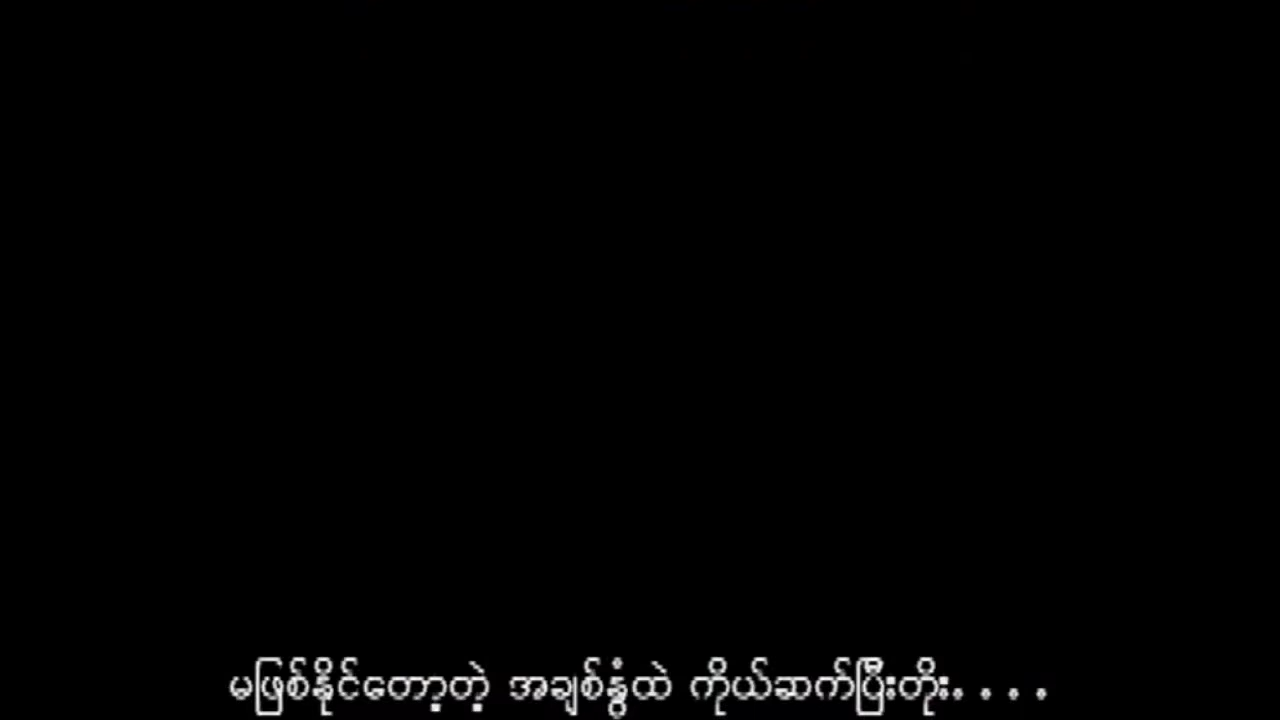 မဖြစ်နိုင်တော့တဲ့ အချစ်နွံထဲ ကိုယ်ဆက်ပြီးတိုး. . . .